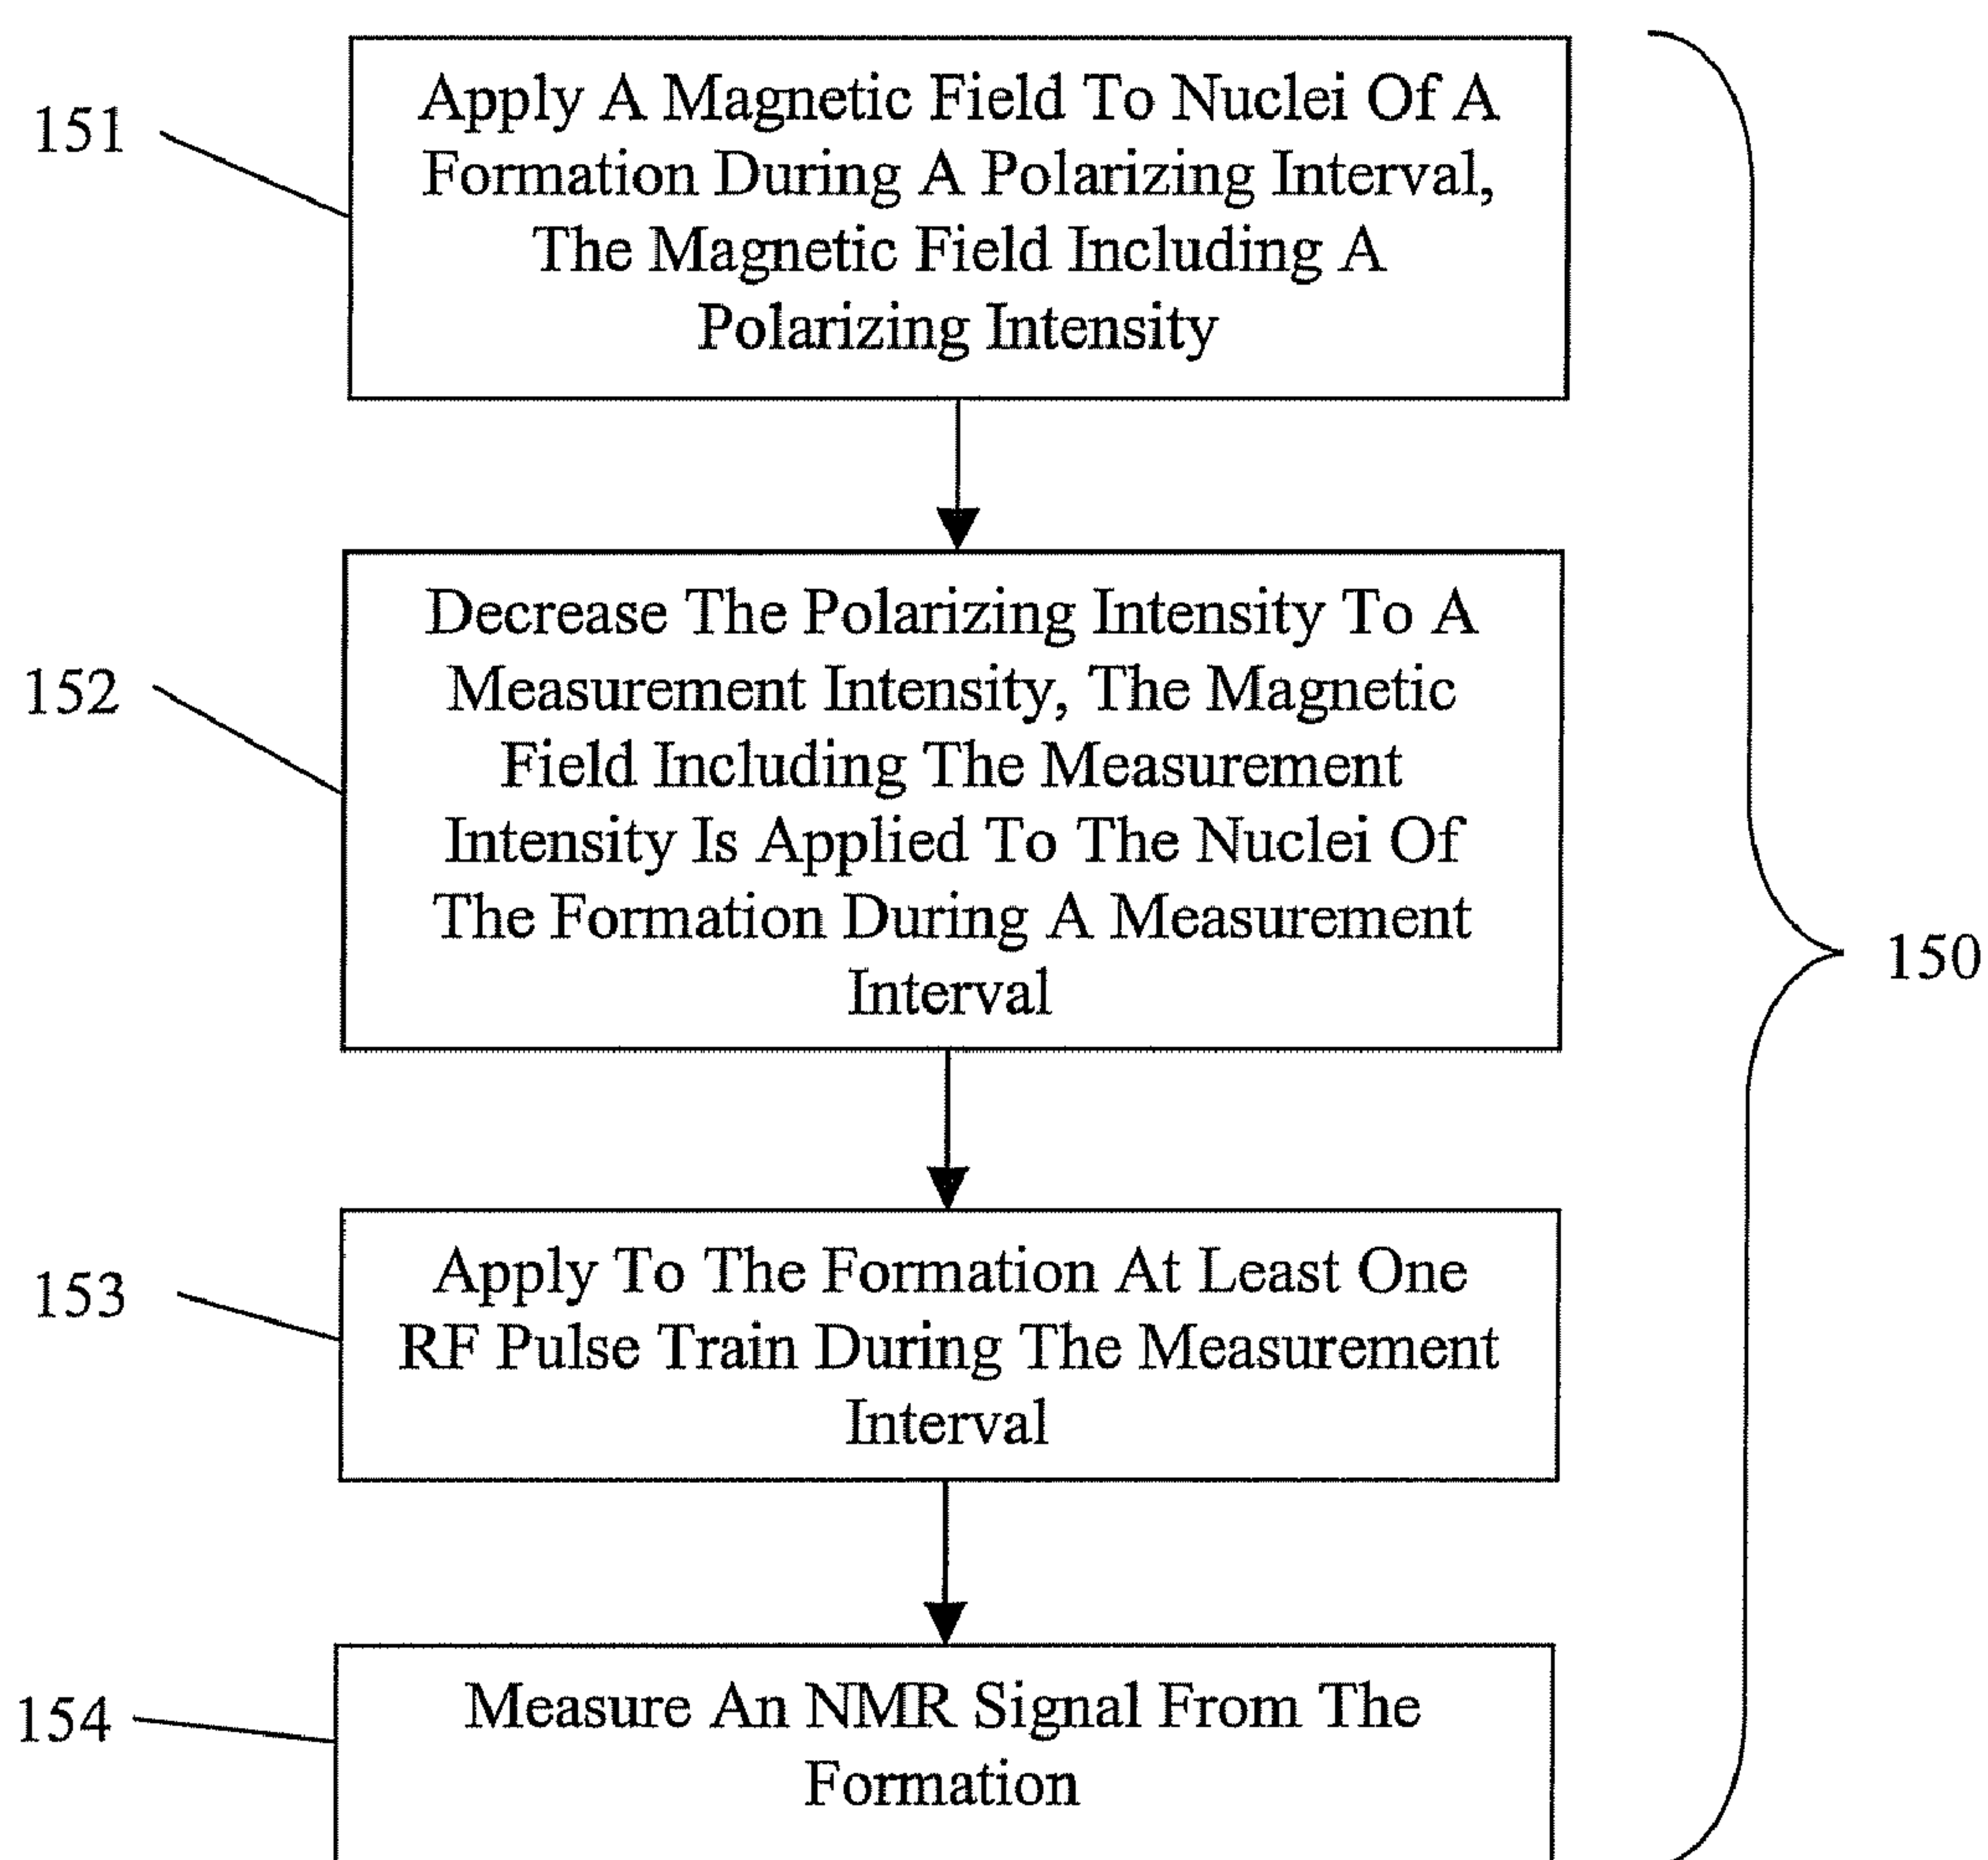 151
Apply A Magnetic Field To Nuclei Of A
Formation During A Polarizing Interval,
The Magnetic Field Including A
Polarizing Intensity
152
Decrease The Polarizing Intensity To A
Measurement Intensity, The Magnetic
Field Including The Measurement
Intensity Is Applied To The Nuclei Of
The Formation During A Measurement
Interval
150
153
Apply To The Formation At Least One
RF Pulse Train During The Measurement
Interval
154
Measure An NMR Signal From The
Formation